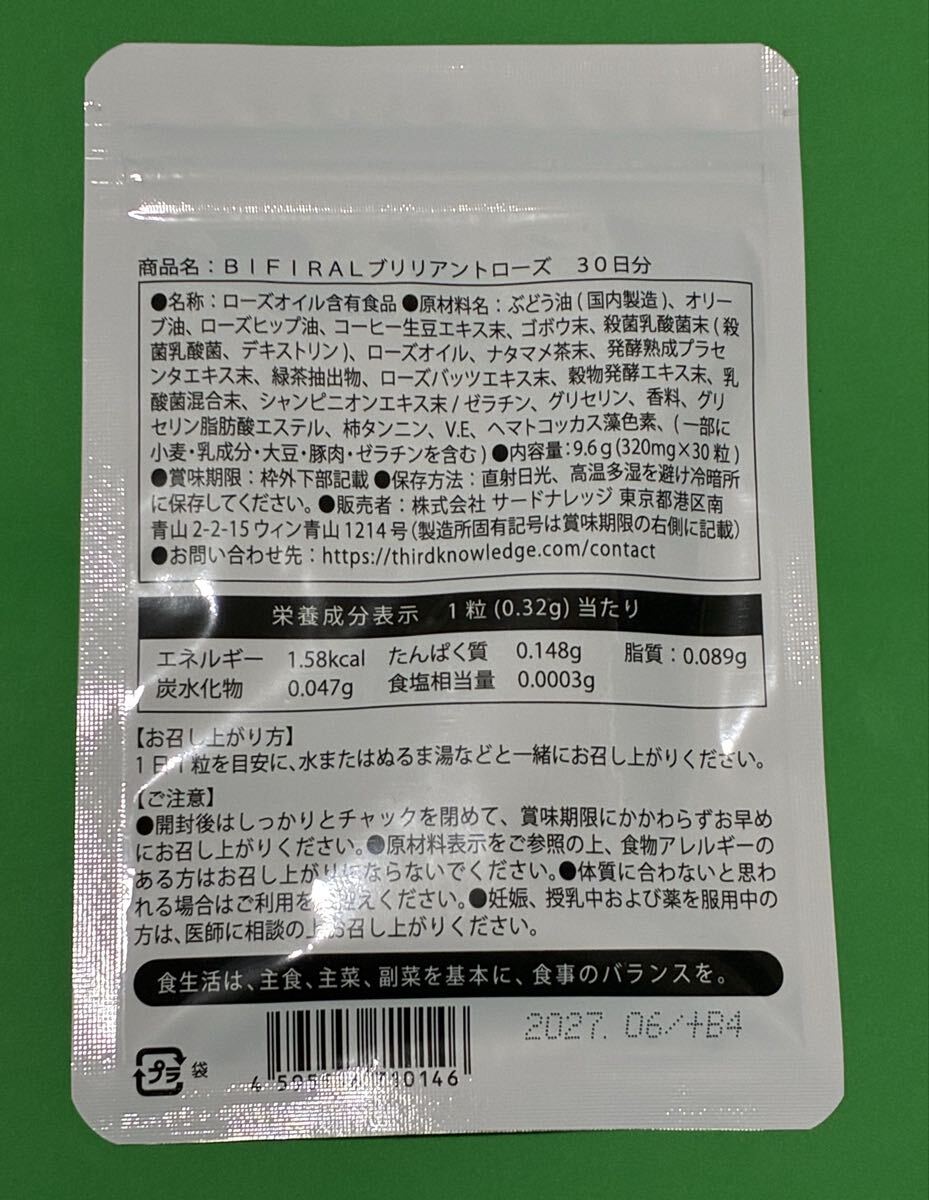 商品名：ＢＩＦＩＲＡＬブリリアントローズ　３０日分
●名称：ローズオイル含有食品 ●原材料名：ぶどう油(国内製造)、オリー
ブ油、ローズヒップ油、コーヒー生豆エキス末、ゴボウ末、殺菌乳酸菌末(殺
菌乳酸菌、デキストリン)、ローズオイル、ナタマメ茶末、発酵熟成プラセ
ンタエキス末、緑茶抽出物、ローズバッツエキス末、穀物発酵エキス末、乳
酸菌混合末、シャンピニオンエキス末/ゼラチン、グリセリン、香料、グリ
セリン脂肪酸エステル、柿タンニン、V.E、ヘマトコッカス藻色素、(一部に
小麦・乳成分・大豆・豚肉・ゼラチンを含む) ●内容量：9.6g(320mg×30粒)
●賞味期限：枠外下部記載 ●保存方法：直射日光、高温多湿を避け冷暗所
に保存してください。●販売者：株式会社 サードナレッジ 東京都港区南
青山2-2-15ウィン青山1214号(製造所固有記号は賞味期限の右側に記載)
●お問い合わせ先：https://thirdknowledge.com/contact
栄養成分表示　1粒(0.32g)当たり
エネルギー 1.58kcal たんぱく質 0.148g 脂質：0.089g
炭水化物 0.047g 食塩相当量 0.0003g
【お召し上がり方】
1日1粒を目安に、水またはぬるま湯などと一緒にお召し上がりください。
【ご注意】
●開封後はしっかりとチャックを閉めて、賞味期限にかかわらずお早め
にお召し上がりください。●原材料表示をご参照の上、食物アレルギーの
ある方はお召し上がりにならないでください。●体質に合わないと思わ
れる場合はご利用を控えください。●妊娠、授乳中および薬を服用中の
方は、医師に相談の上お召し上がりください。
食生活は、主食、主菜、副菜を基本に、食事のバランスを。
2027. 06/+B4
プラ 袋